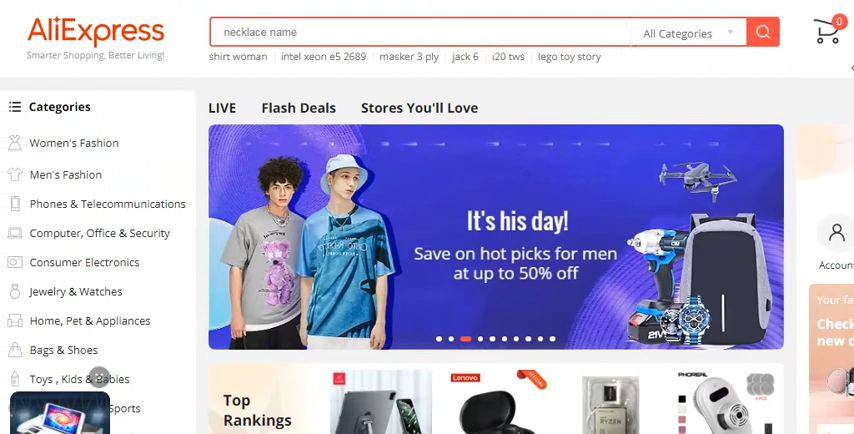 AliExpress
Smarter Shopping, Better Living!
necklace name
All Categories
0
shirt woman
intel xeon e5 2689
masker 3 ply
jack 6
i20 tws
lego toy story
Categories
Women's Fashion
Men's Fashion
Phones & Telecommunications
Computer, Office & Security
Consumer Electronics
Jewelry & Watches
Home, Pet & Appliances
Bags & Shoes
Toys , Kids & Babies
Sports
LIVE
Flash Deals
Stores You'll Love
It's his day!
Save on hot picks for men
at up to 50% off
21V
Accoun
Your fa
Check
new d
Top
Rankings
Lenovo
RYZEN
PHOREAL